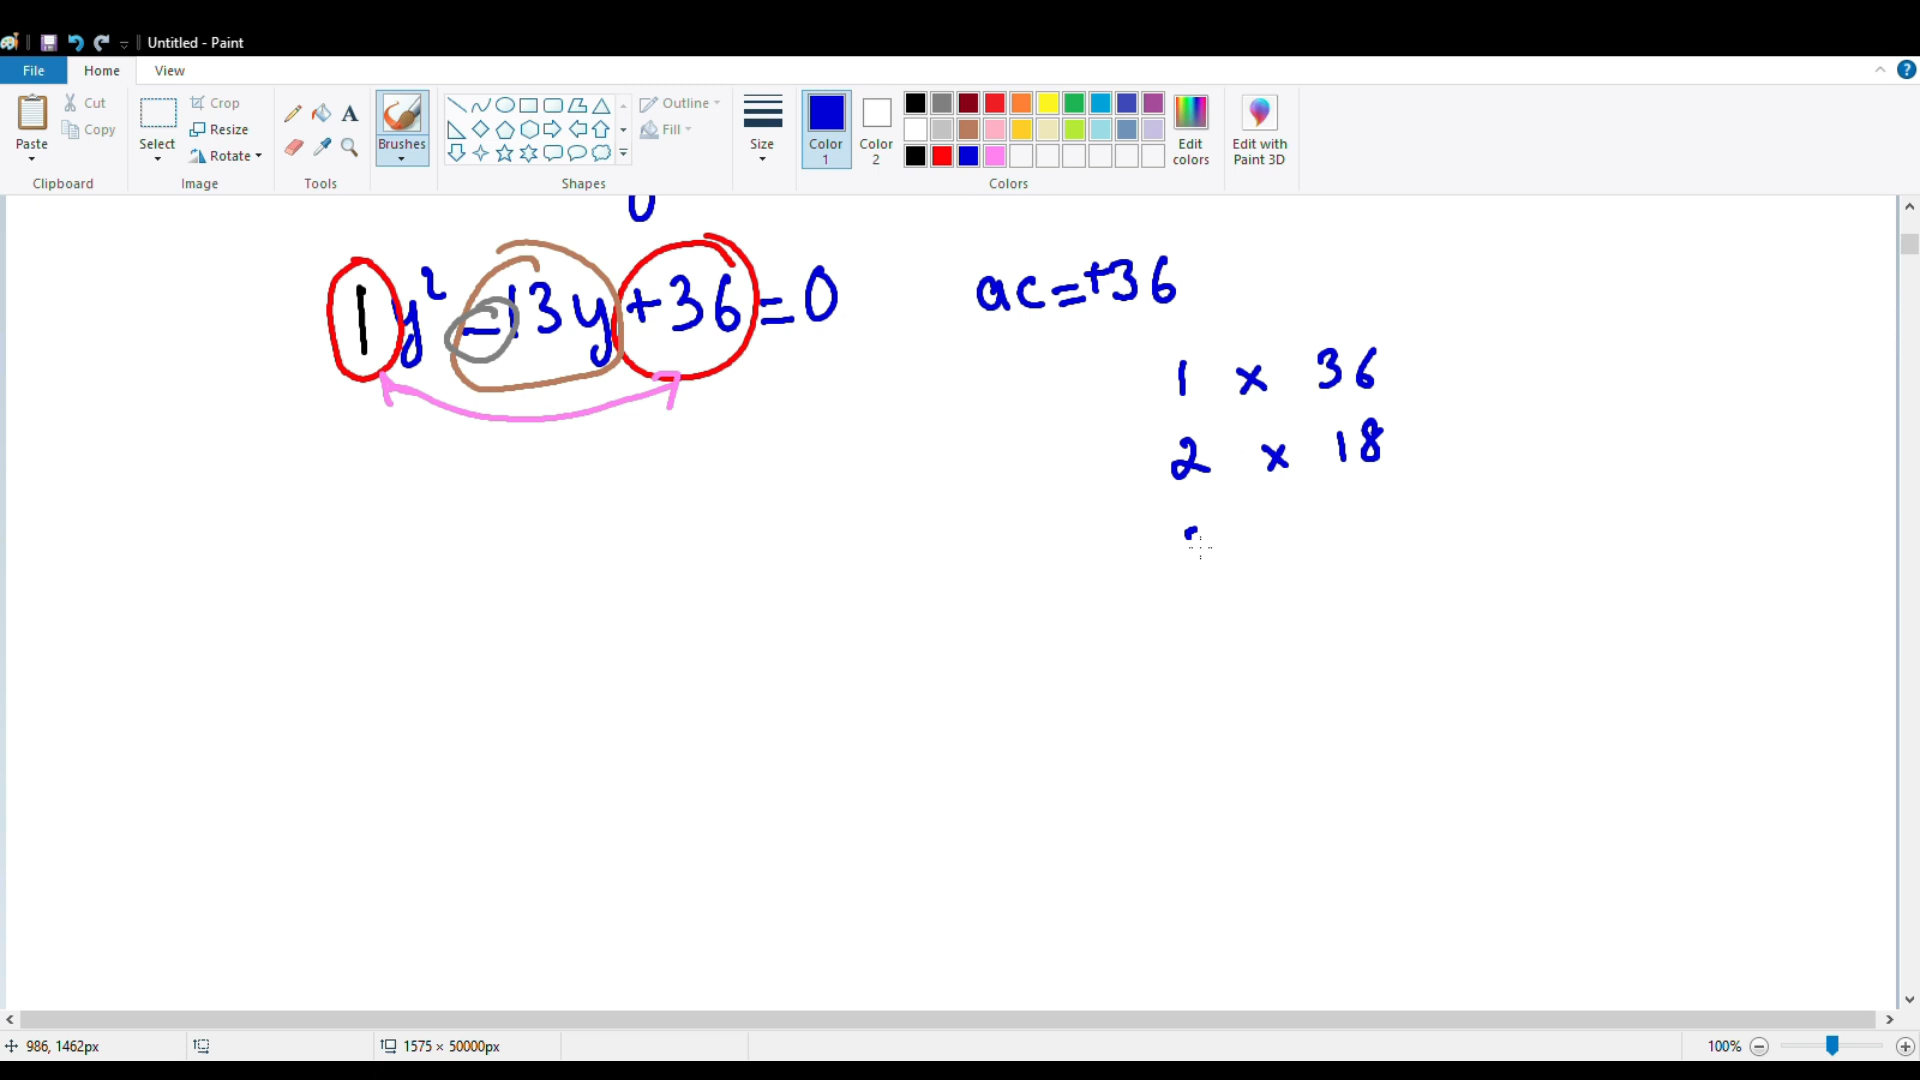 Untitled - Paint
File Home View
Paste Cut Copy Clipboard
Select Crop Resize Rotate Image
Tools
Brushes
Outline Fill Shapes
Size
Color 1 Color 2 Edit colors Colors
Edit with Paint 3D
1y² -13y +36 = 0
ac = +36
1 x 36
2 x 18
986, 1462px
1575 × 50000px
100%